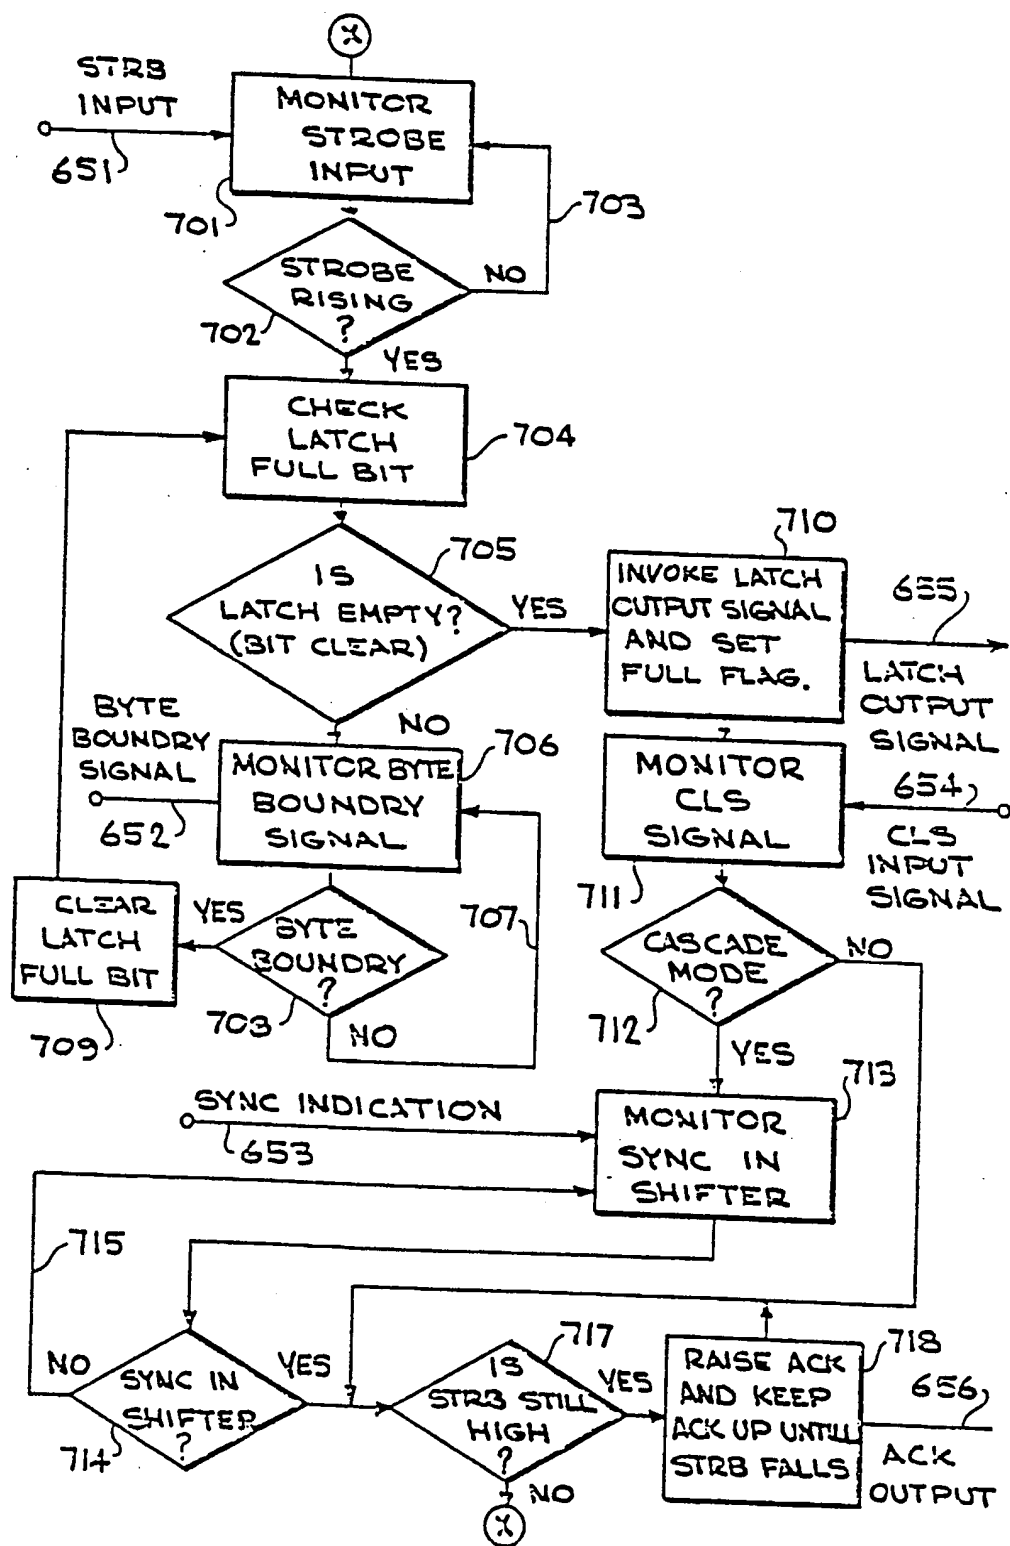 X
STRB
INPUT
651
MONITOR
STROBE
INPUT
701
703
STROBE
RISING
?
702
NO
YES
CHECK
LATCH
FULL BIT
704
IS
LATCH EMPTY?
(BIT CLEAR)
705
YES
NO
710
INVOKE LATCH
OUTPUT SIGNAL
AND SET
FULL FLAG.
655
LATCH
OUTPUT
SIGNAL
BYTE
BOUNDRY
SIGNAL
652
MONITOR BYTE
BOUNDRY
SIGNAL
706
MONITOR
CLS
SIGNAL
711
654
CLS
INPUT
SIGNAL
CLEAR
LATCH
FULL BIT
709
YES
BYTE
BOUNDRY
?
703
NO
707
CASCADE
MODE
?
712
NO
YES
713
SYNC INDICATION
653
MONITOR
SYNC IN
SHIFTER
715
NO
SYNC IN
SHIFTER
?
714
YES
717
IS
STRB STILL
HIGH
?
YES
NO
718
RAISE ACK
AND KEEP
ACK UP UNTILL
STRB FALLS
656
ACK
OUTPUT
X